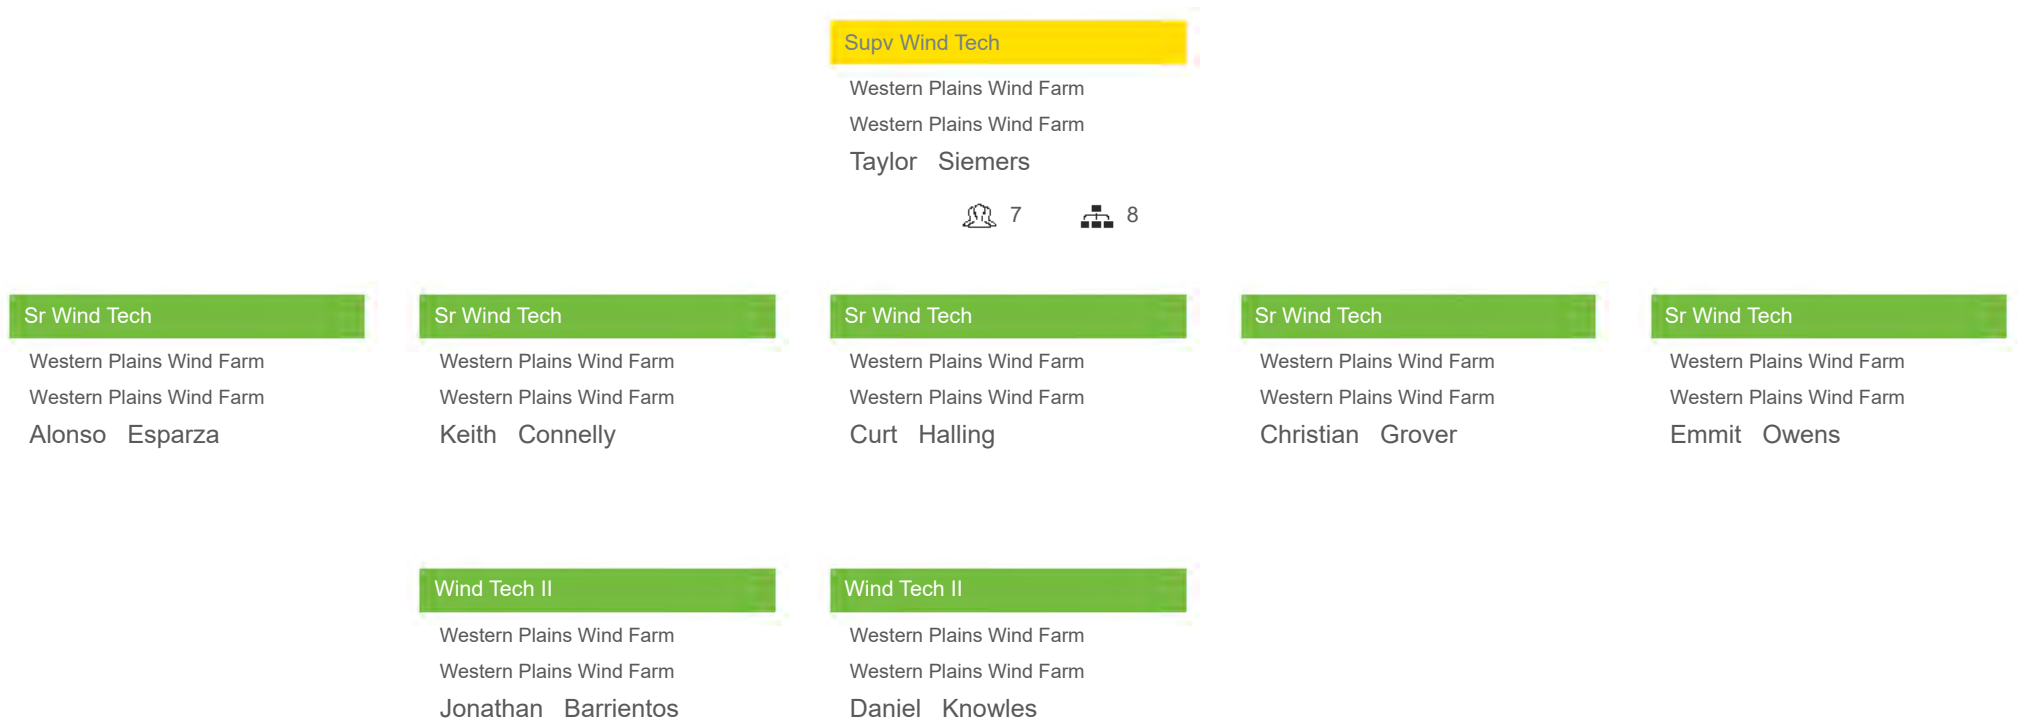 Supv Wind Tech
Western Plains Wind Farm
Western Plains Wind Farm
Taylor Siemers
7 8
Sr Wind Tech
Western Plains Wind Farm
Western Plains Wind Farm
Alonso Esparza
Sr Wind Tech
Western Plains Wind Farm
Western Plains Wind Farm
Keith Connelly
Sr Wind Tech
Western Plains Wind Farm
Western Plains Wind Farm
Curt Halling
Sr Wind Tech
Western Plains Wind Farm
Western Plains Wind Farm
Christian Grover
Sr Wind Tech
Western Plains Wind Farm
Western Plains Wind Farm
Emmit Owens
Wind Tech II
Western Plains Wind Farm
Western Plains Wind Farm
Jonathan Barrientos
Wind Tech II
Western Plains Wind Farm
Western Plains Wind Farm
Daniel Knowles